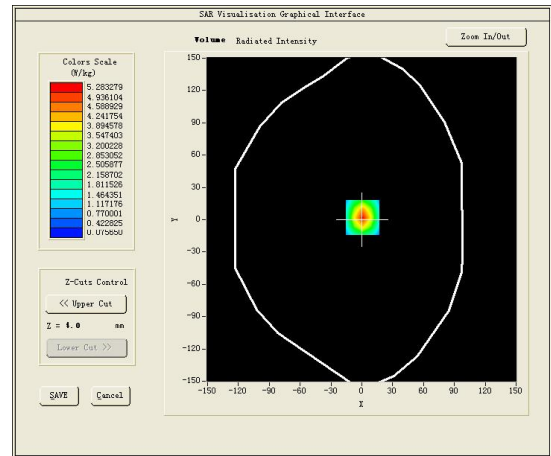 SAR Visualisation Graphical Interface
Volume Radiated Intensity
Zoom In/Out
Colors Scale
(W/kg)
5.283279
4.936104
4.588929
4.241754
3.894578
3.547403
3.200228
2.853052
2.505877
2.158702
1.811526
1.464351
1.117176
0.770001
0.422825
0.075650
Z-Cuts Control
<< Upper Cut
Z = 4.0 mm
Lower Cut >>
SAVE Cancel
150
120
90
60
30
Y 0
-30
-60
-90
-120
-150
-150 -120 -90 -60 -30 0 30 60 90 120 150
X